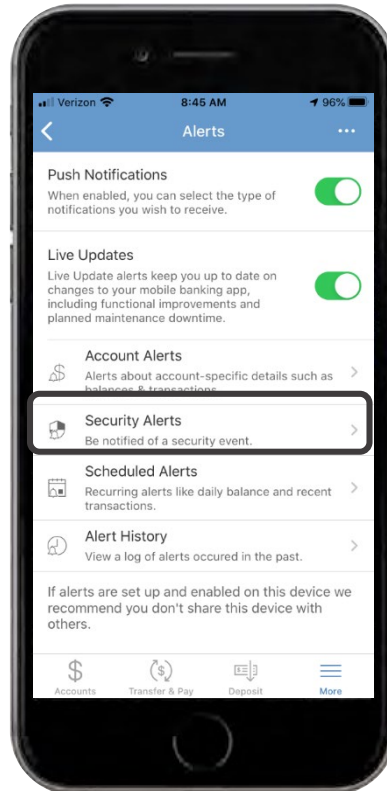 Verizon 8:45 AM 96%
Alerts
Push Notifications
When enabled, you can select the type of
notifications you wish to receive.
Live Updates
Live Update alerts keep you up to date on
changes to your mobile banking app,
including functional improvements and
planned maintenance downtime.
Account Alerts
Alerts about account-specific details such as
balances & transactions.
Security Alerts
Be notified of a security event.
Scheduled Alerts
Recurring alerts like daily balance and recent
transactions.
Alert History
View a log of alerts occured in the past.
If alerts are set up and enabled on this device we
recommend you don't share this device with
others.
Accounts Transfer & Pay Deposit More